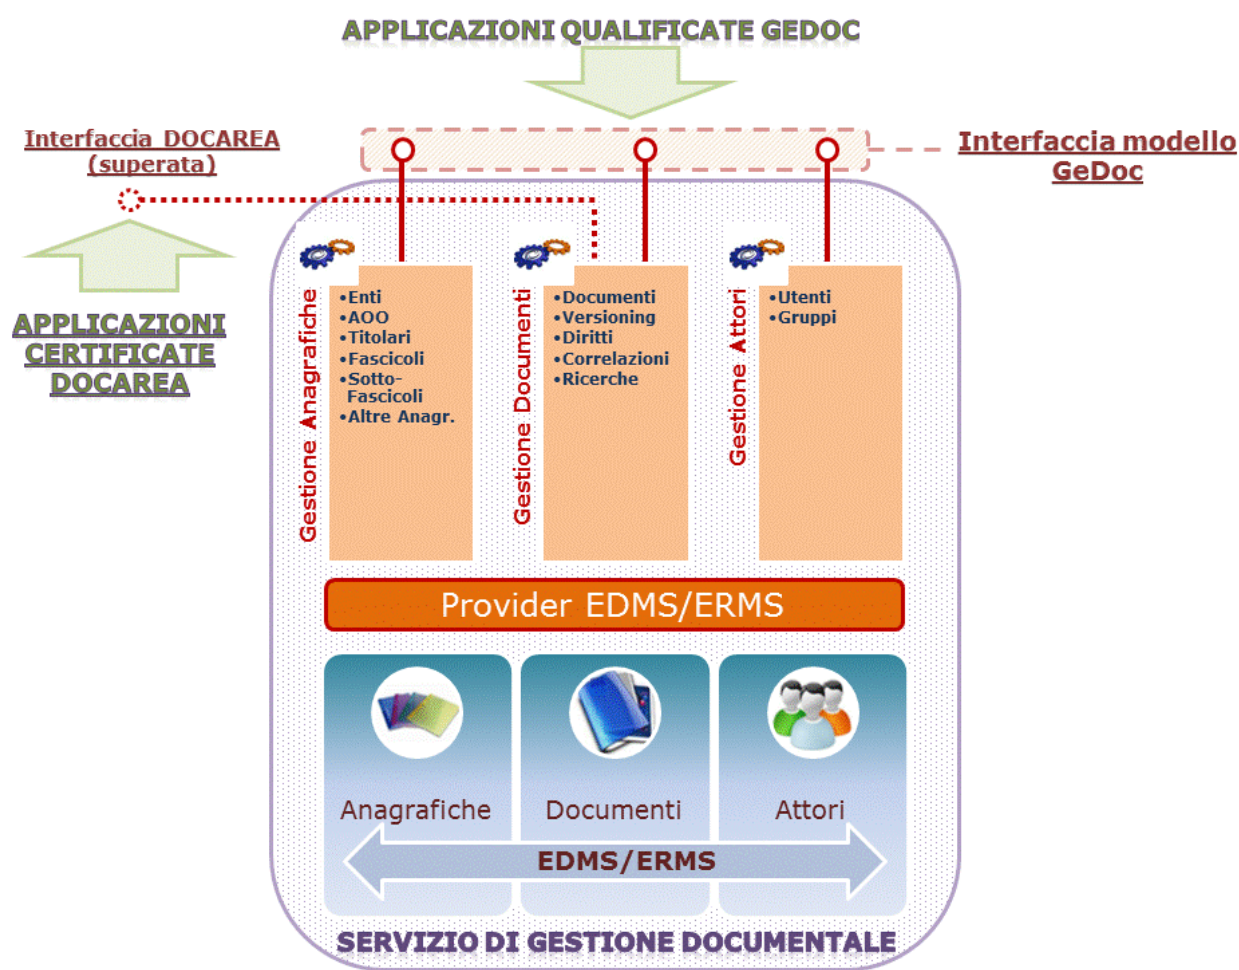 APPLICAZIONI QUALIFICATE GEDOC
Interfaccia DOCAREA
(superata)
Interfaccia modello
GeDoc
APPLICAZIONI
CERTIFICATE
DOCAREA
Gestione Anagrafiche
•Enti
•AOO
•Titolari
•Fascicoli
•Sotto-
Fascicoli
•Altre Anagr.
Gestione Documenti
•Documenti
•Versioning
•Diritti
•Correlazioni
•Ricerche
Gestione Attori
•Utenti
•Gruppi
Provider EDMS/ERMS
Anagrafiche
Documenti
Attori
EDMS/ERMS
SERVIZIO DI GESTIONE DOCUMENTALE